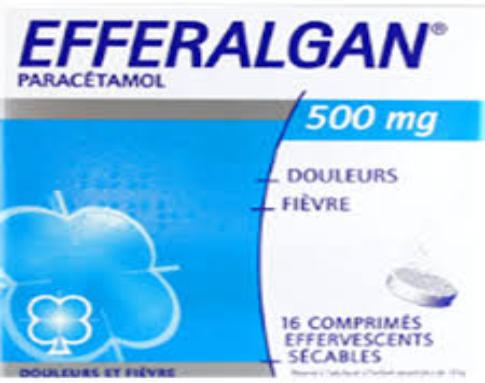 EFFERALGAN®
PARACÉTAMOL
500 mg
DOULEURS
FIÈVRE
16 COMPRIMÉS
EFFERVESCENTS
SÉCABLES
DOULEURS ET FIÈVRE